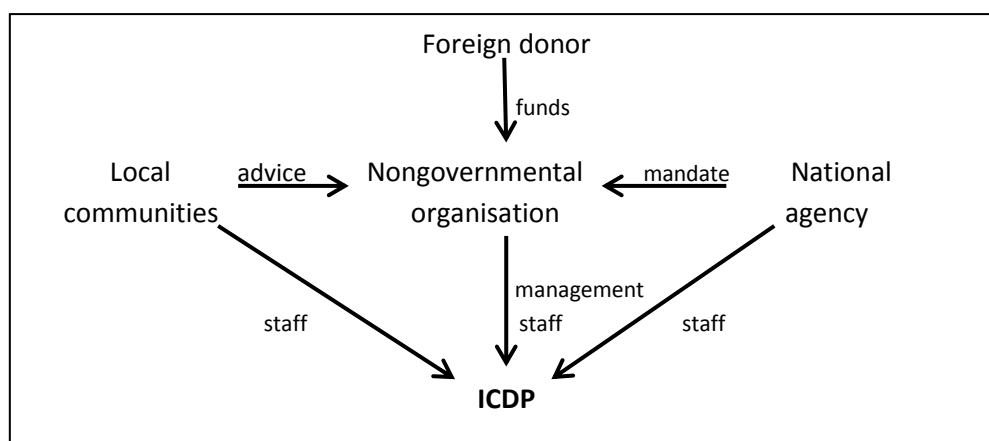 Foreign donor
funds
Local
advice
Nongovernmental
mandate
National
communities
organisation
agency
management
staff
staff
staff
ICDP